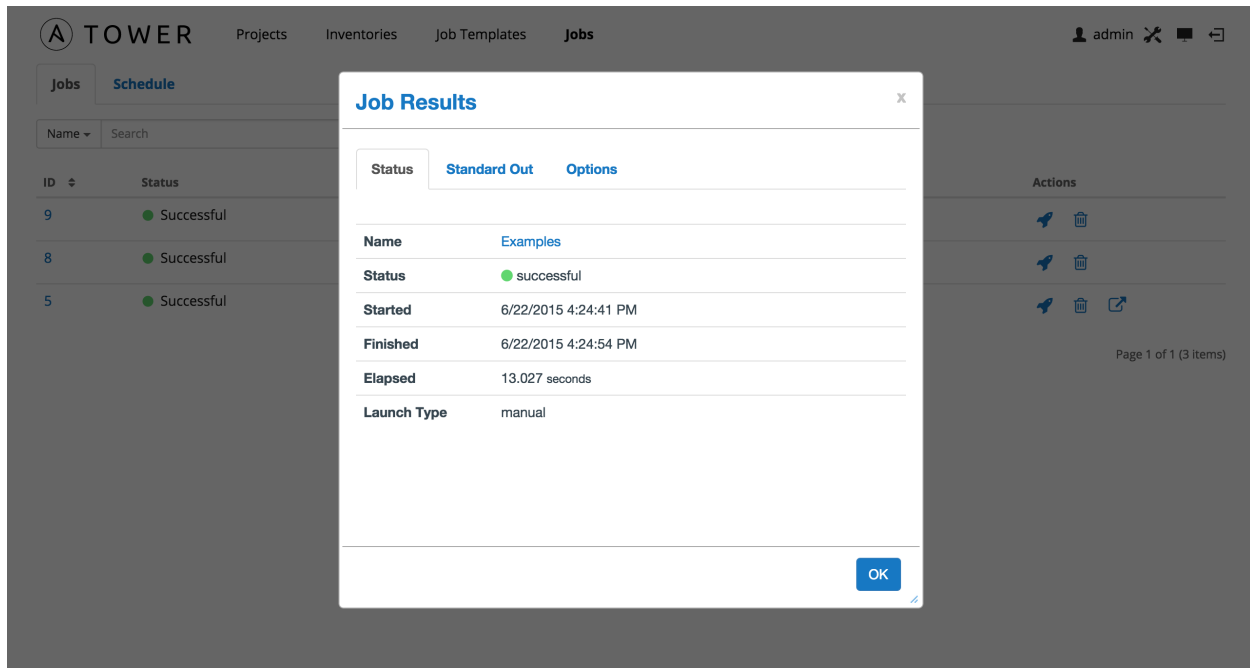 TOWER Projects Inventories Job Templates Jobs admin
Jobs Schedule
Name Search
ID Status Actions
9 Successful
8 Successful
5 Successful
Page 1 of 1 (3 items)
Job Results x
Status Standard Out Options
Name Examples
Status successful
Started 6/22/2015 4:24:41 PM
Finished 6/22/2015 4:24:54 PM
Elapsed 13.027 seconds
Launch Type manual
OK